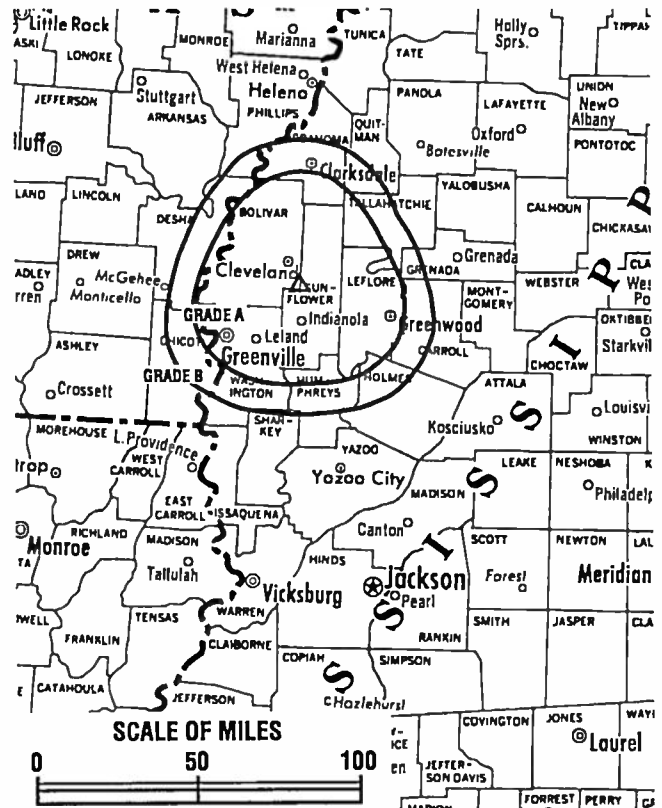 Little Rock
MONROE
Marianna
TUNICA
Holly
Sprs.
TIPPAH
LONOKE
West Helena
TATE
Helena
PANOLA
UNION
JEFFERSON
Stuttgart
ARKANSAS
PHILLIPS
LAFAYETTE
New
Albany
QUIT-
MAN
Oxford
Batesville
PONTOTOC
Clarksdale
YALOBUSHA
LINCOLN
DESHA
BOLIVAR
TALLAHATCHIE
CALHOUN
DREW
McGehee
Monticello
Cleveland
SUN-
FLOWER
LEFLORE
GRENADA
Grenada
MONT-
GOMERY
WEBSTER
GRADE A
Indianola
Greenwood
CHICOT
Leland
Greenville
CARROLL
CHOCTAW
ASHLEY
GRADE B
WASH-
INGTON
HUM-
PHREYS
HOLMES
ATTALA
Crossett
Kosciusko
SHAR-
KEY
WINSTON
MOREHOUSE
L. Providence
WEST
CARROLL
YAZOO
Yazoo City
LEAKE
NESHOBA
MADISON
EAST
CARROLL
ISSAQUENA
Canton
RICHLAND
Monroe
MADISON
Tallulah
HINDS
SCOTT
NEWTON
Forest
Meridian
Vicksburg
Jackson
Pearl
WARREN
TENSAS
SMITH
JASPER
FRANKLIN
CLAIBORNE
RANKIN
COPIAH
SIMPSON
CATAHOULA
JEFFERSON
Hazlehurst
S S I S S I P P
SCALE OF MILES
0 50 100
COVINGTON
JONES
Laurel
JEFFER-
SON DAVIS
FORREST
PERRY